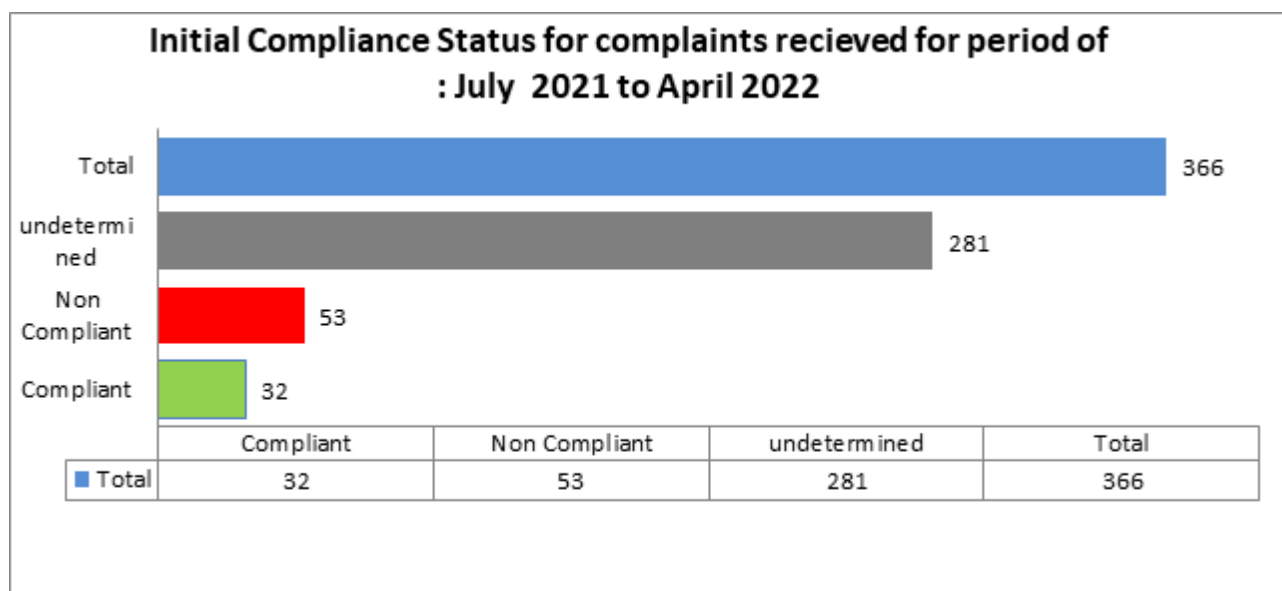 Initial Compliance Status for complaints recieved for period of
: July 2021 to April 2022
Total
366
undetermi
ned
281
Non
Compliant
53
Compliant
32
Compliant Non Compliant undetermined Total
Total 32 53 281 366